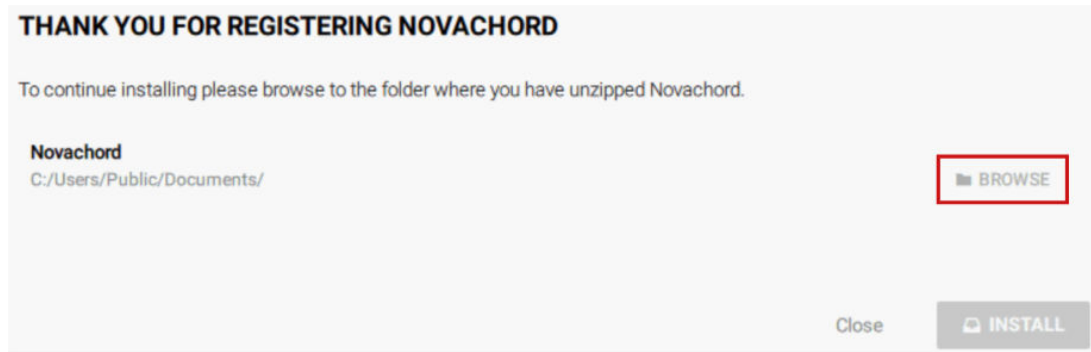 THANK YOU FOR REGISTERING NOVACHORD
To continue installing please browse to the folder where you have unzipped Novachord.
Novachord
C:/Users/Public/Documents/
BROWSE
Close
INSTALL